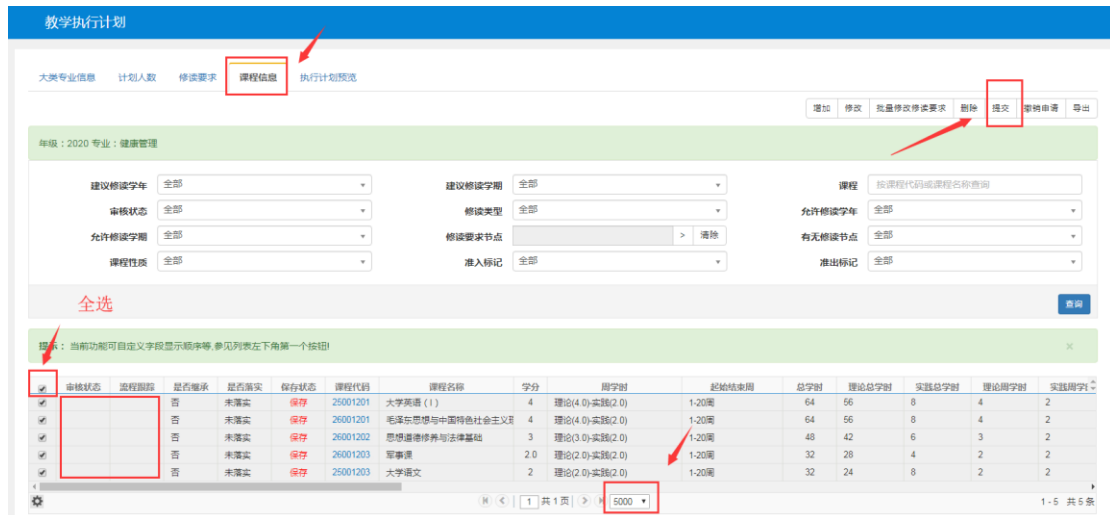 教学执行计划
大类专业信息 计划人数 修读要求 课程信息 执行计划预览
增加 修改 批量修改修读要求 删除 提交 撤销申请 导出
年级：2020 专业：健康管理
建议修读学年 全部 建议修读学期 全部 课程 按课程代码或课程名称查询
审核状态 全部 修读类型 全部 允许修读学年 全部
允许修读学期 全部 修读要求节点 > 清除 有无修读节点 全部
课程性质 全部 准入标记 全部 准出标记 全部
全选
查询
提示：当前功能可自定义字段显示顺序等,参见列表左下角第一个按钮! ×
审核状态 流程跟踪 是否继承 是否落实 保存状态 课程代码 课程名称 学分 周学时 起始结束周 总学时 理论总学时 实践总学时 理论周学时 实践周学
否 未落实 保存 25001201 大学英语 (I) 4 理论(4.0)-实践(2.0) 1-20周 64 56 8 4 2
否 未落实 保存 26001201 毛泽东思想与中国特色社会主义理 4 理论(4.0)-实践(2.0) 1-20周 64 56 8 4 2
否 未落实 保存 26001202 思想道德修养与法律基础 3 理论(3.0)-实践(2.0) 1-20周 48 42 6 3 2
否 未落实 保存 26001203 军事课 2.0 理论(2.0)-实践(2.0) 1-20周 32 28 4 2 2
否 未落实 保存 25001203 大学语文 2 理论(2.0)-实践(2.0) 1-20周 32 24 8 2 2
1 共 1 页 5000 1 - 5 共 5 条